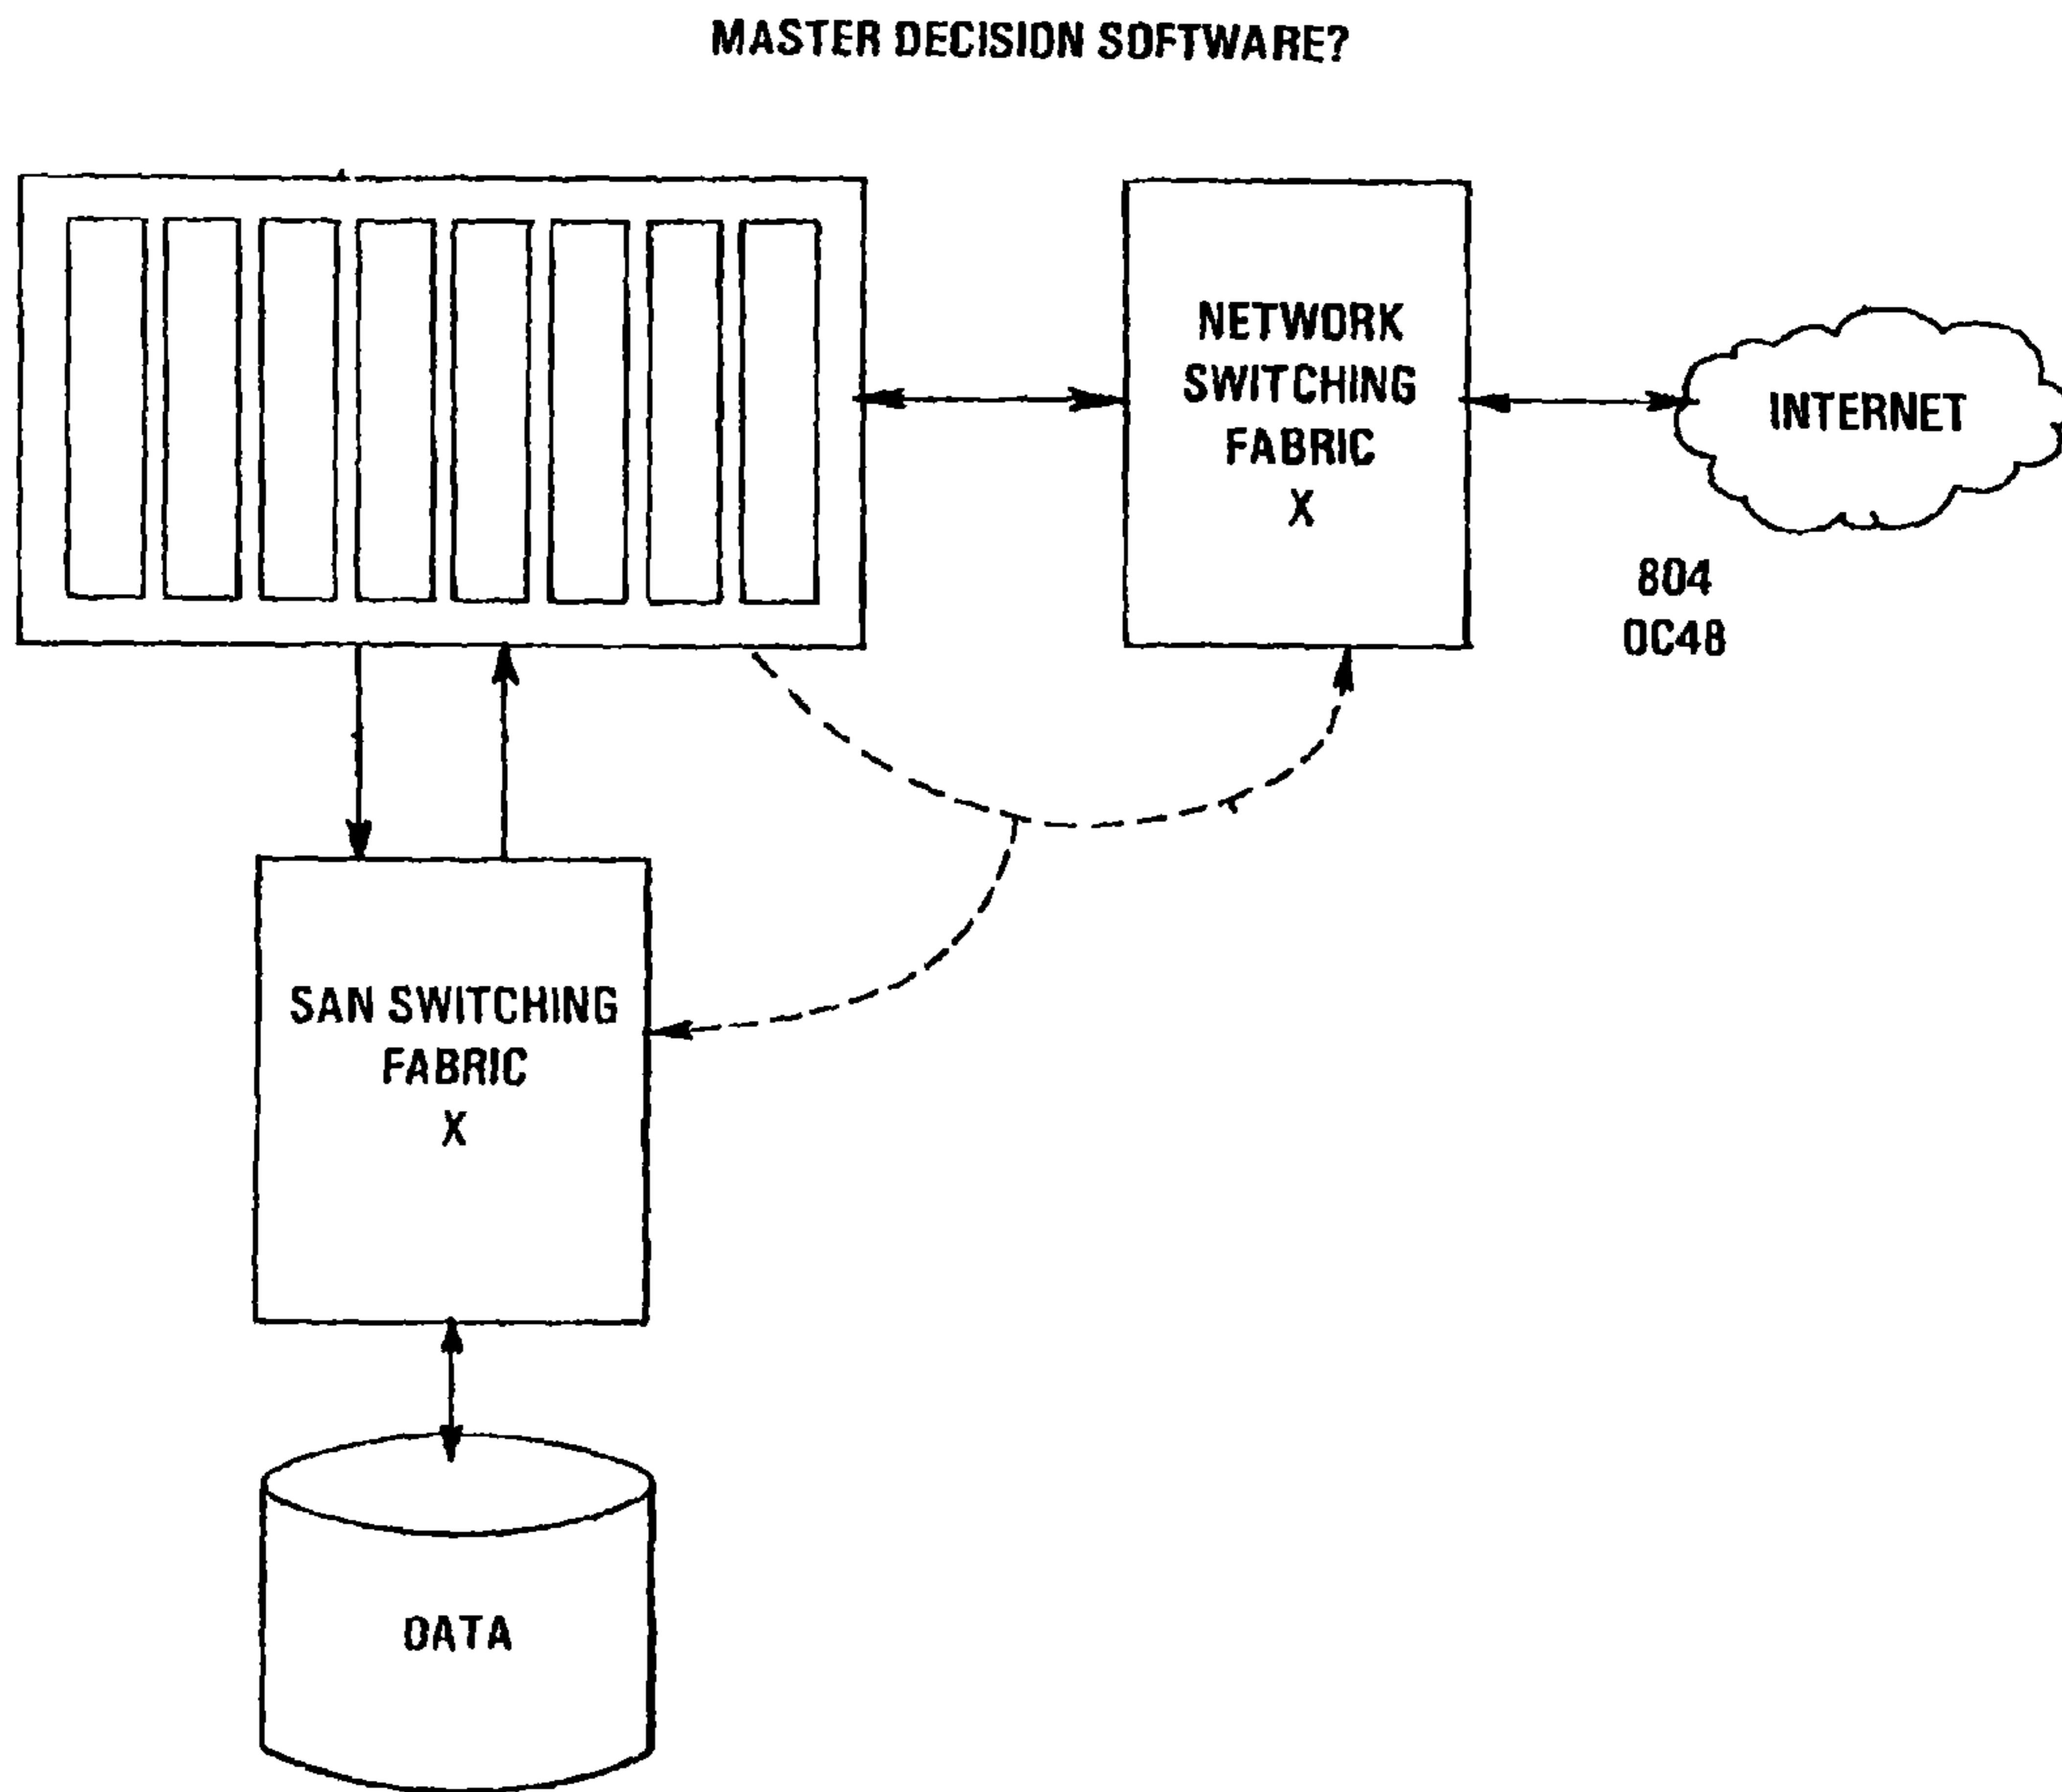 MASTER DECISION SOFTWARE?
NETWORK
SWITCHING
FABRIC
X
INTERNET
804
OC48
SAN SWITCHING
FABRIC
X
DATA